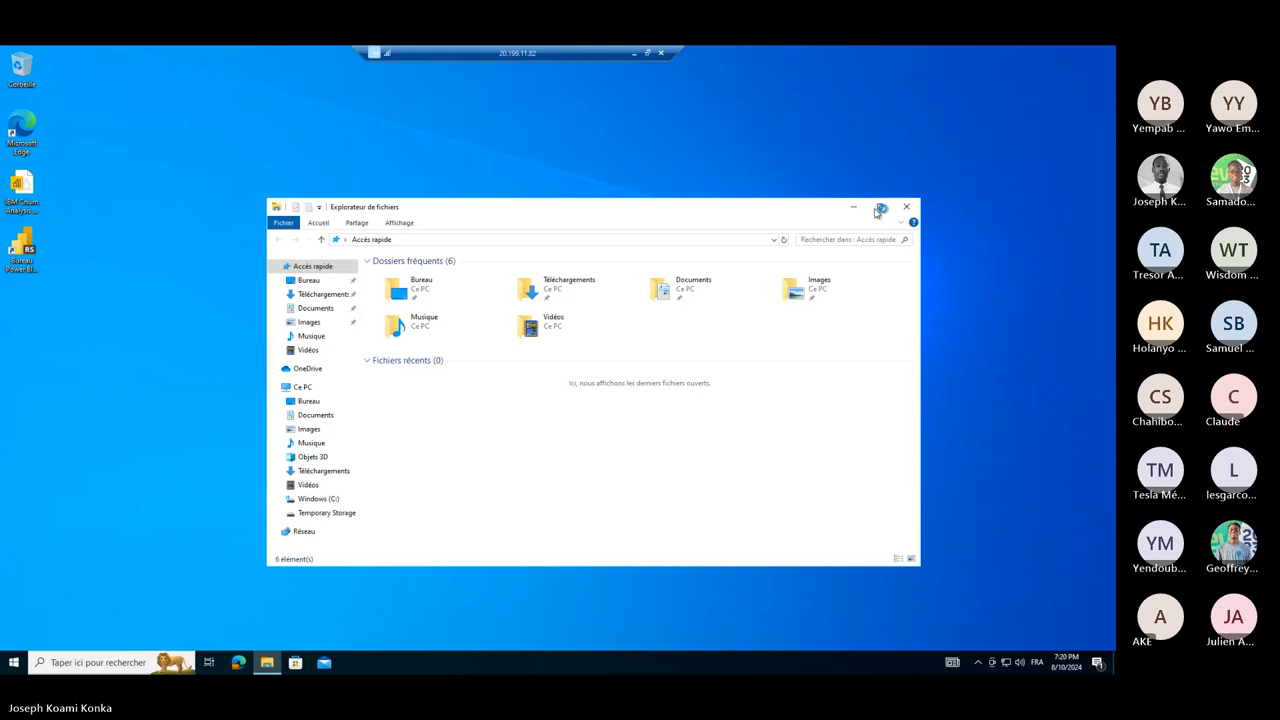 20.199.11.82
Corbeille
Microsoft
Edge
IBM Churn
Analysis...
Bureau
Power BI...
Explorateur de fichiers
Fichier
Accueil
Partage
Affichage
Accès rapide
Rechercher dans : Accès rapide
Accès rapide
Bureau
Téléchargement:
Documents
Images
Musique
Vidéos
OneDrive
Ce PC
Bureau
Documents
Images
Musique
Objets 3D
Téléchargements
Vidéos
Windows (C:)
Temporary Storage
Réseau
Dossiers fréquents (6)
Bureau
Ce PC
Téléchargements
Ce PC
Documents
Ce PC
Images
Ce PC
Musique
Ce PC
Vidéos
Ce PC
Fichiers récents (0)
Ici, nous affichons les derniers fichiers ouverts.
6 élément(s)
Taper ici pour rechercher
FRA
7:20 PM
8/10/2024
YB
Yempab ...
YY
Yawo Em...
Joseph K...
Samado...
TA
Tresor A...
WT
Wisdom ...
HK
Holanyo ...
SB
Samuel ...
CS
Chahibo...
C
Claude
TM
Tesla Mé...
L
lesgarco...
YM
Yendoub...
Geoffrey...
A
AKE
JA
Julien A...
Joseph Koami Konka